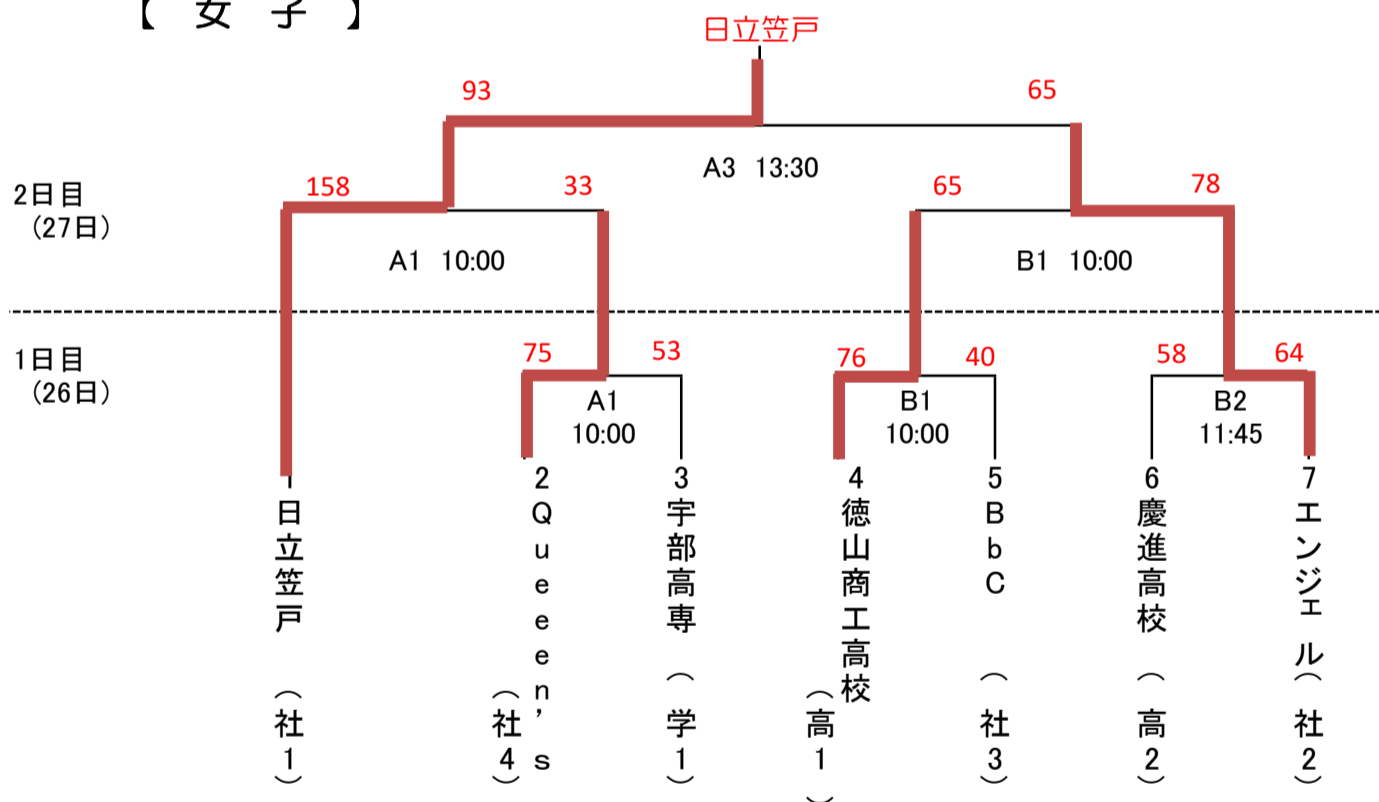 【 女 子 】
日立笠戸
93
65
A3 13:30
2日目
（27日）
158
33
65
78
A1 10:00
B1 10:00
1日目
（26日）
75
53
76
40
58
64
A1
10:00
B1
10:00
B2
11:45
日立笠戸 （社1）
2 Queeen’s （社4）
3 宇部高専 （学1）
4 徳山商工高校 （高1）
5 BbC （社3）
6 慶進高校 （高2）
7 エンジェル （社2）